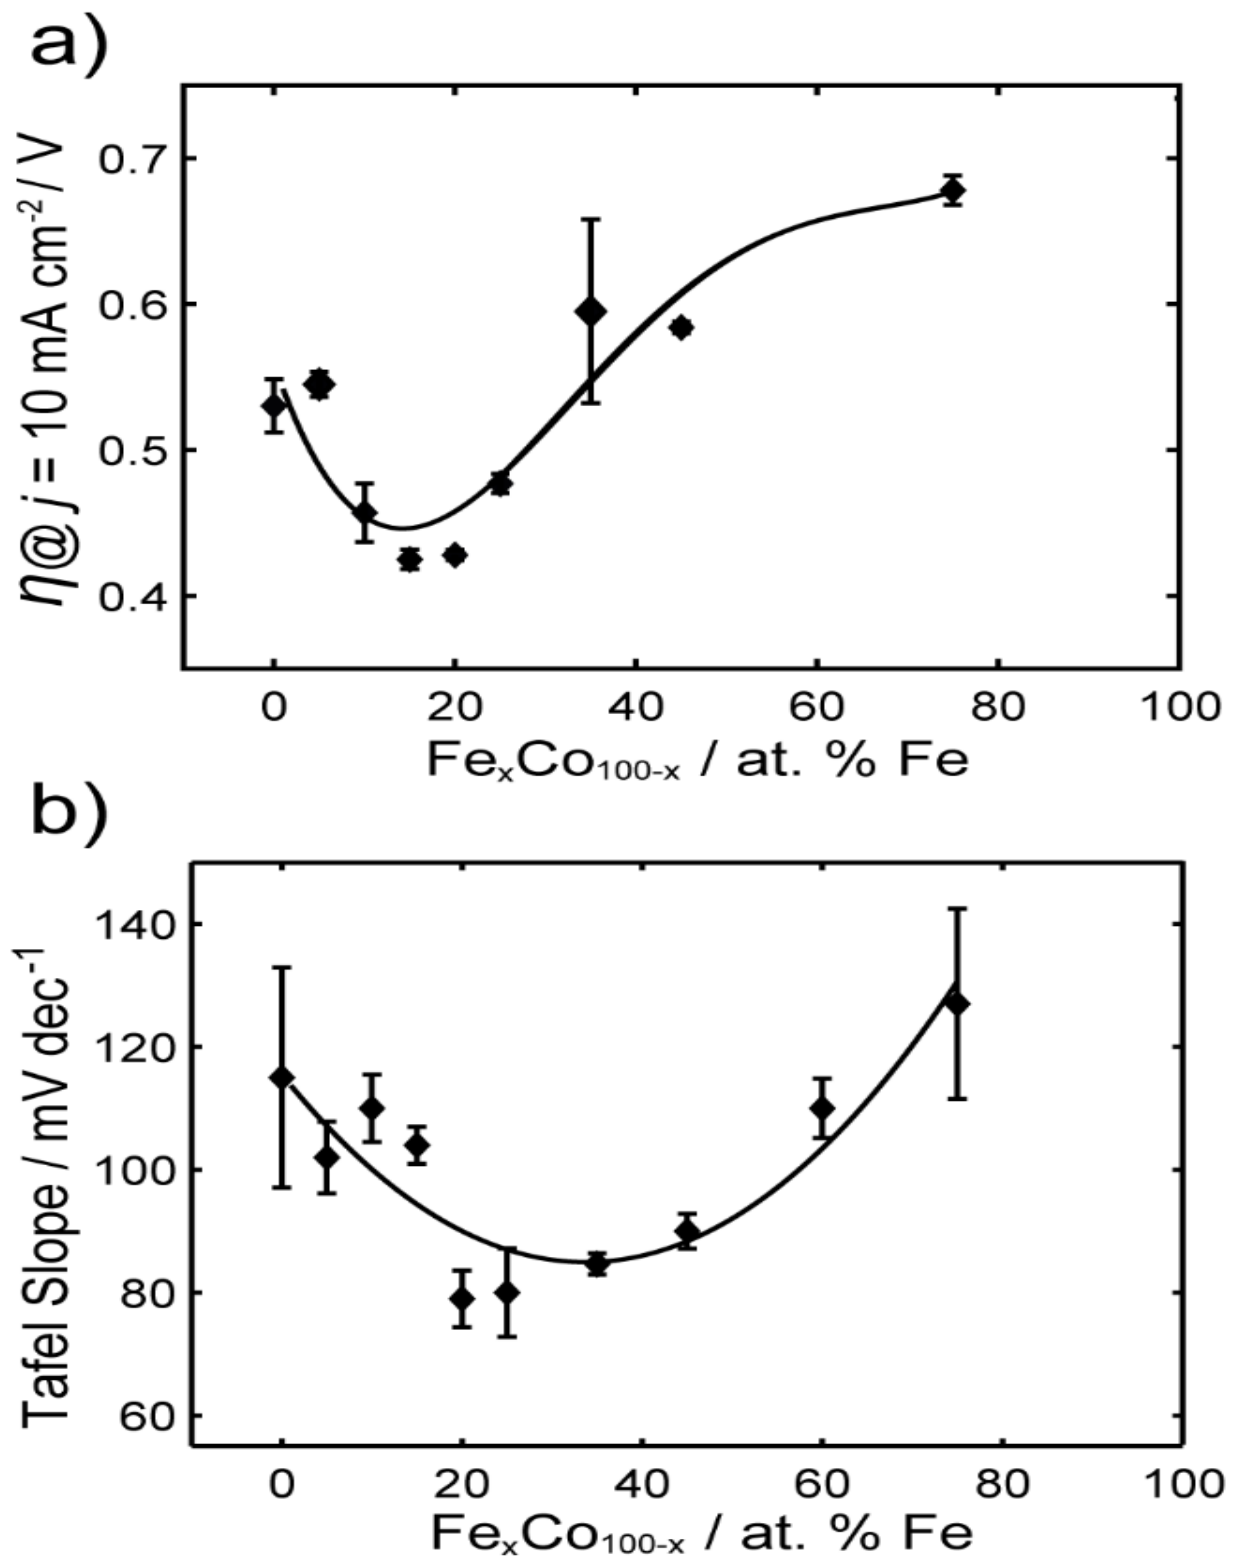 a)
η@ j = 10 mA cm⁻² / V
0.7
0.6
0.5
0.4
0 20 40 60 80 100
FeₓCo₁₀₀₋ₓ / at. % Fe
b)
Tafel Slope / mV dec⁻¹
140
120
100
80
60
0 20 40 60 80 100
FeₓCo₁₀₀₋ₓ / at. % Fe